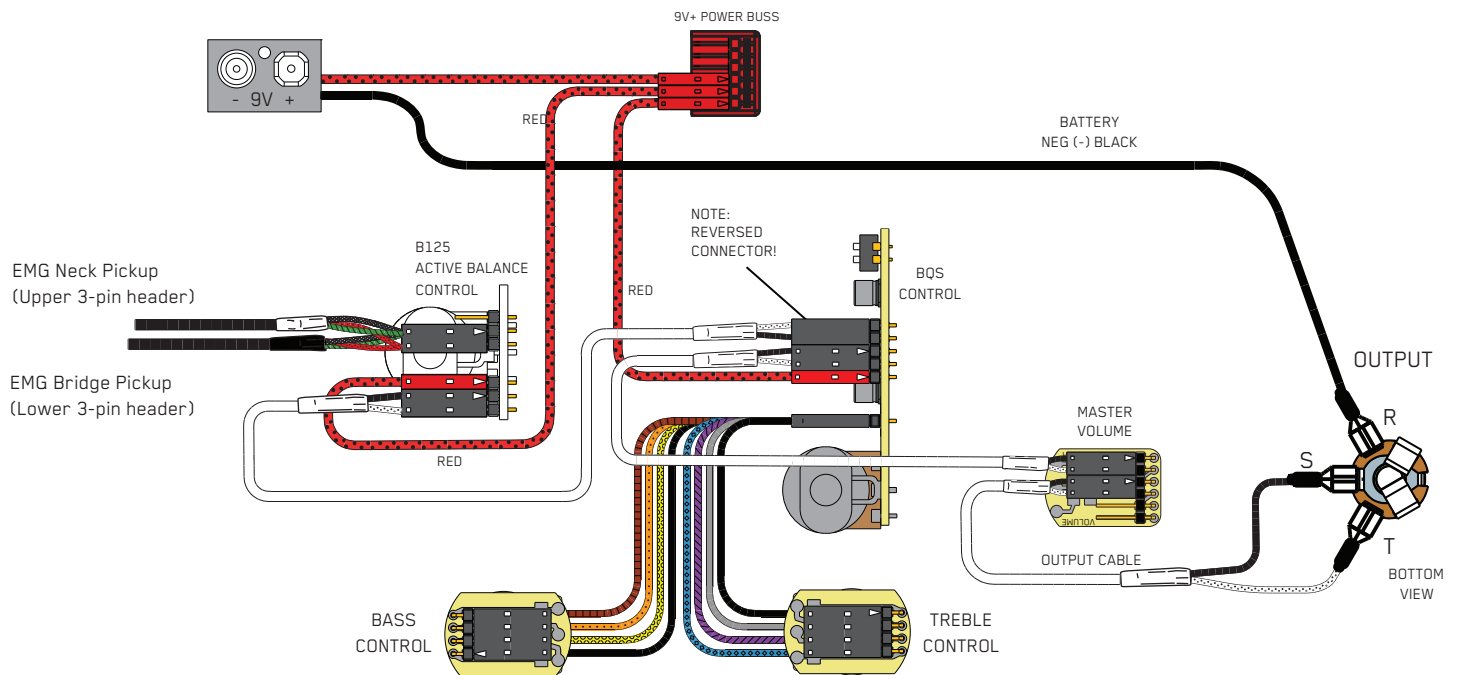 9V+ POWER BUSS
- 9V +
RED
BATTERY
NEG (-) BLACK
NOTE:
REVERSED
CONNECTOR!
B125
ACTIVE BALANCE
CONTROL
EMG Neck Pickup
(Upper 3-pin header)
BQS
CONTROL
RED
RED
OUTPUT
EMG Bridge Pickup
(Lower 3-pin header)
MASTER
VOLUME
R
S
RED
VOLUME
T
OUTPUT CABLE
BOTTOM
VIEW
BASS
CONTROL
TREBLE
CONTROL